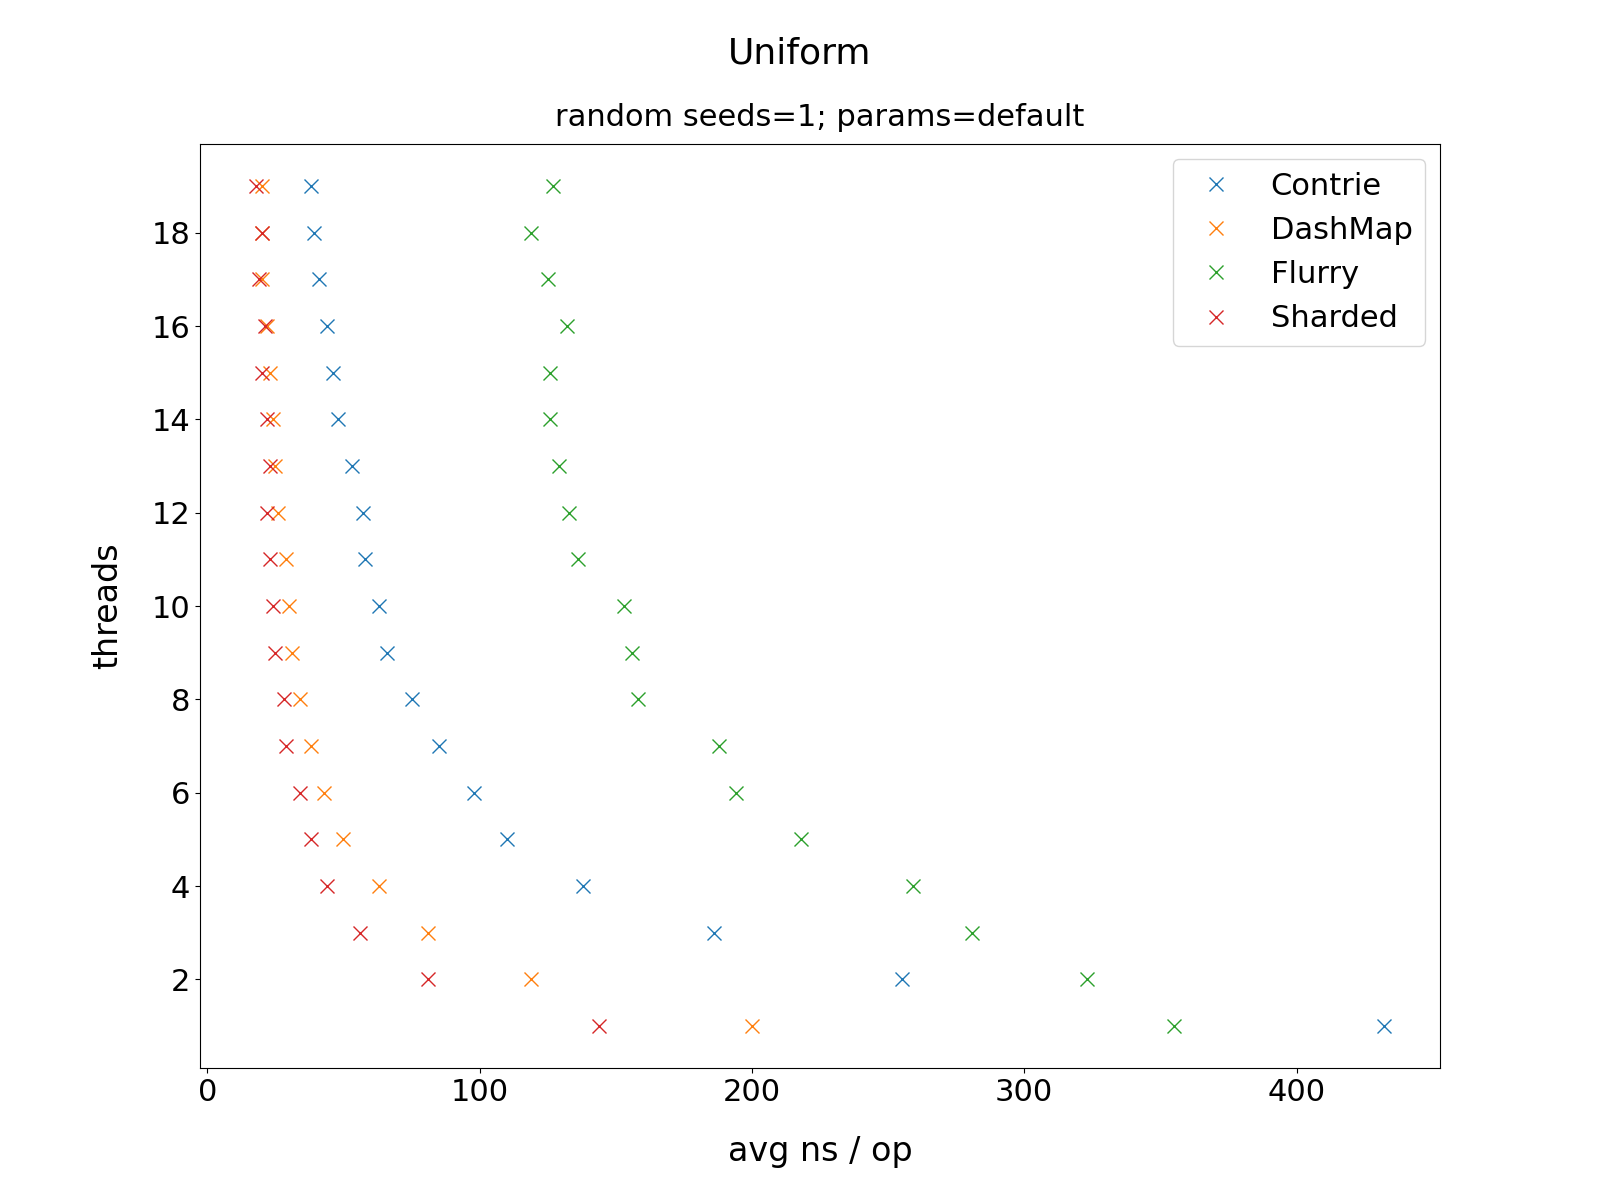 Uniform
random seeds=1; params=default
Contrie
DashMap
Flurry
Sharded
threads
18
16
14
12
10
8
6
4
2
0 100 200 300 400
avg ns / op